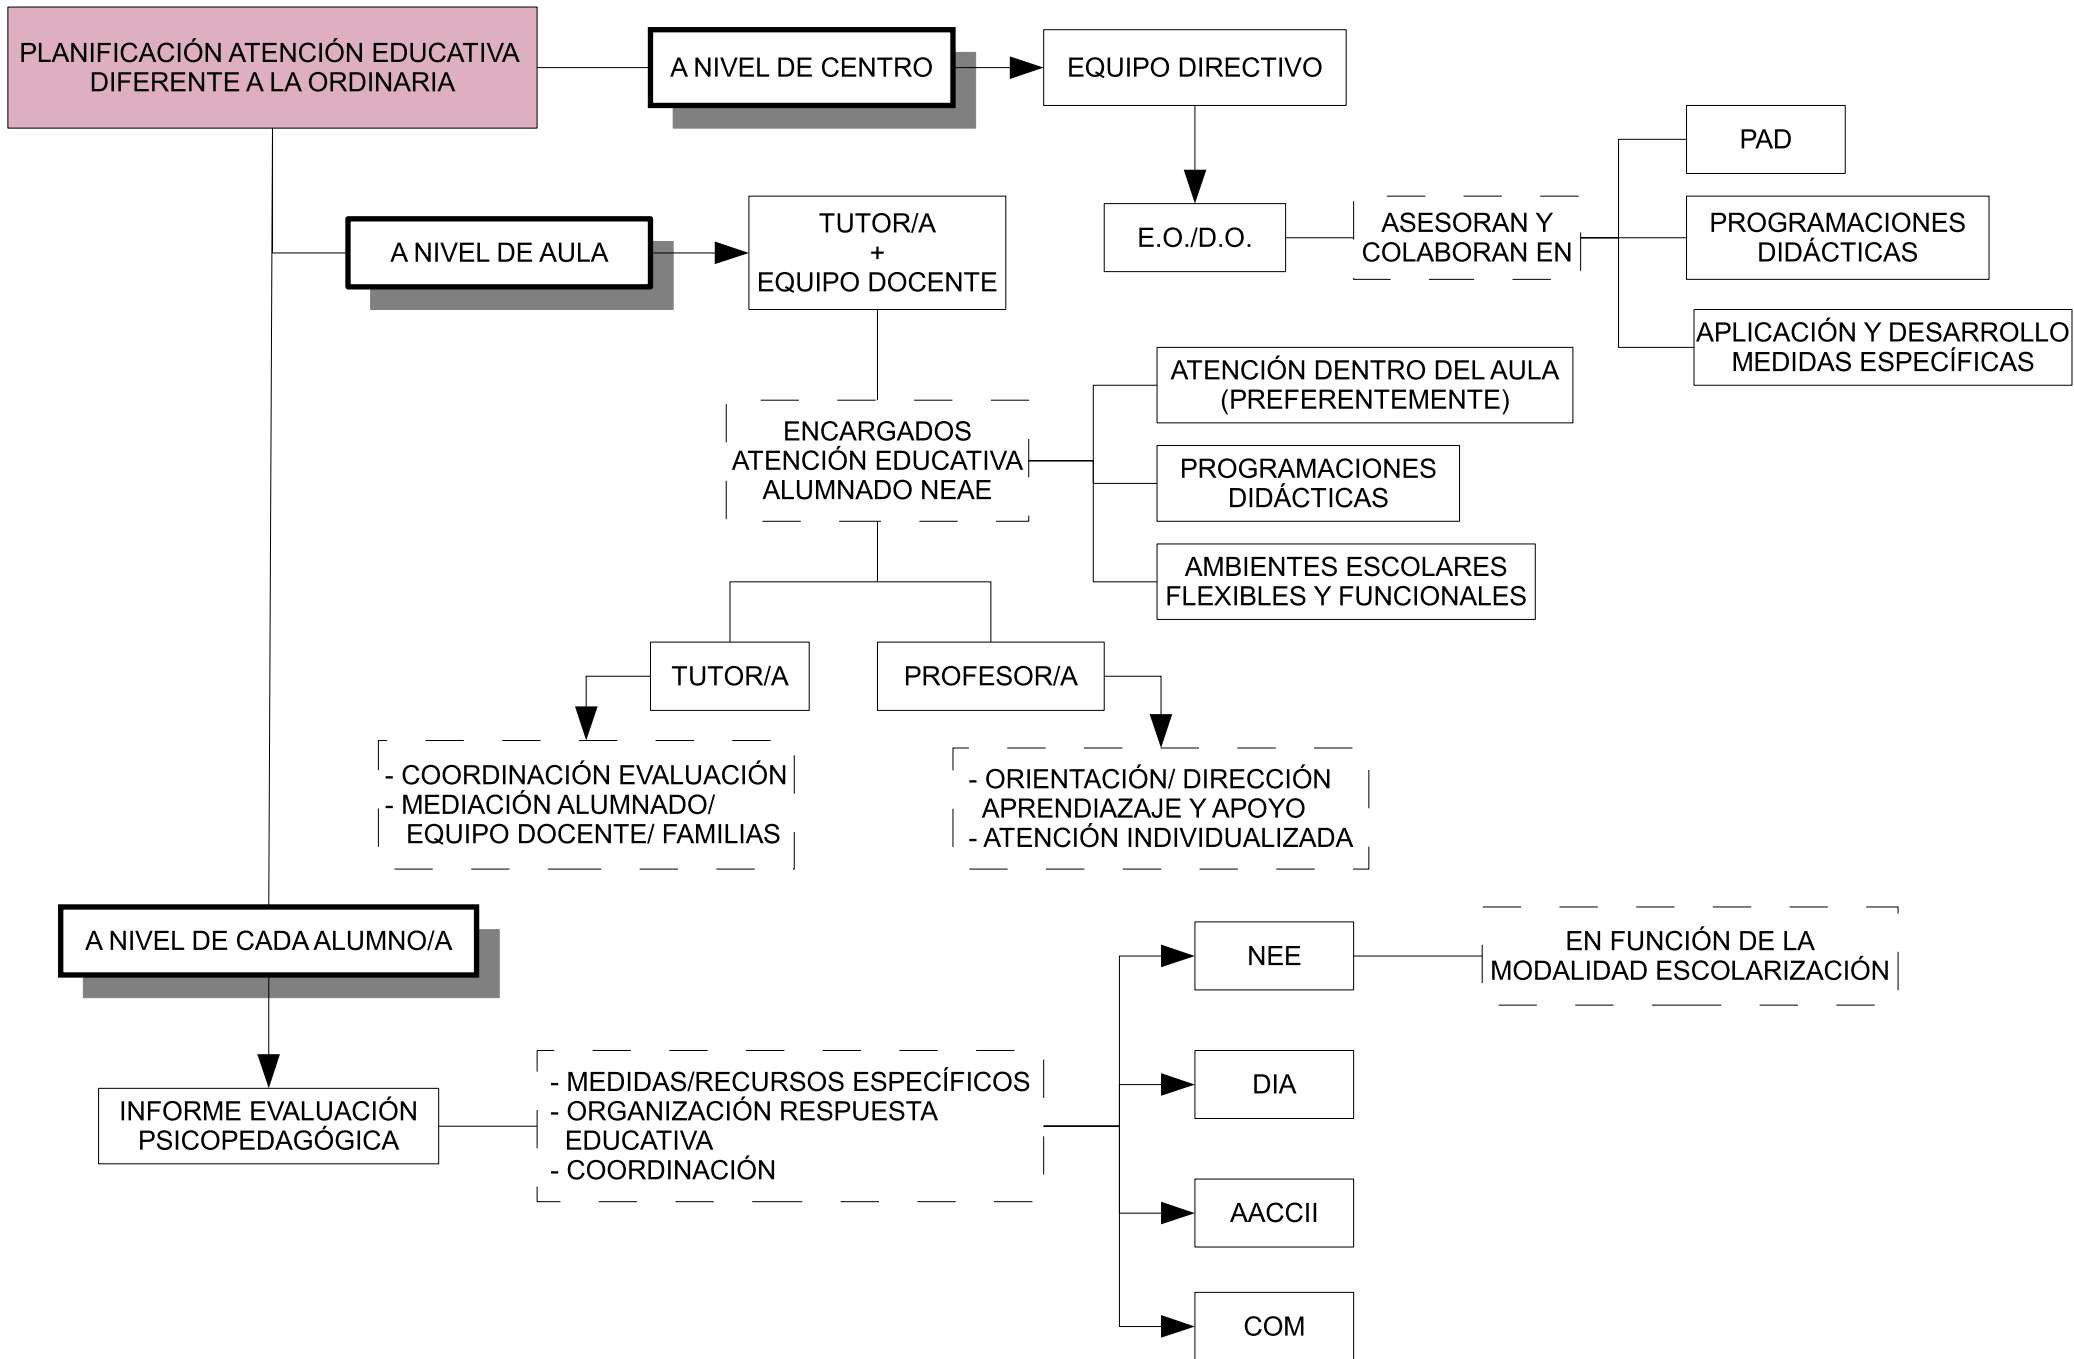 PLANIFICACIÓN ATENCIÓN EDUCATIVA
DIFERENTE A LA ORDINARIA
A NIVEL DE CENTRO
EQUIPO DIRECTIVO
E.O./D.O.
ASESORAN Y
COLABORAN EN
PAD
PROGRAMACIONES
DIDÁCTICAS
APLICACIÓN Y DESARROLLO
MEDIDAS ESPECÍFICAS
A NIVEL DE AULA
TUTOR/A
+
EQUIPO DOCENTE
ENCARGADOS
ATENCIÓN EDUCATIVA
ALUMNADO NEAE
ATENCIÓN DENTRO DEL AULA
(PREFERENTEMENTE)
PROGRAMACIONES
DIDÁCTICAS
AMBIENTES ESCOLARES
FLEXIBLES Y FUNCIONALES
TUTOR/A
- COORDINACIÓN EVALUACIÓN
- MEDIACIÓN ALUMNADO/
EQUIPO DOCENTE/ FAMILIAS
PROFESOR/A
- ORIENTACIÓN/ DIRECCIÓN
APRENDIAZAJE Y APOYO
- ATENCIÓN INDIVIDUALIZADA
A NIVEL DE CADA ALUMNO/A
INFORME EVALUACIÓN
PSICOPEDAGÓGICA
- MEDIDAS/RECURSOS ESPECÍFICOS
- ORGANIZACIÓN RESPUESTA
EDUCATIVA
- COORDINACIÓN
NEE
EN FUNCIÓN DE LA
MODALIDAD ESCOLARIZACIÓN
DIA
AACCII
COM